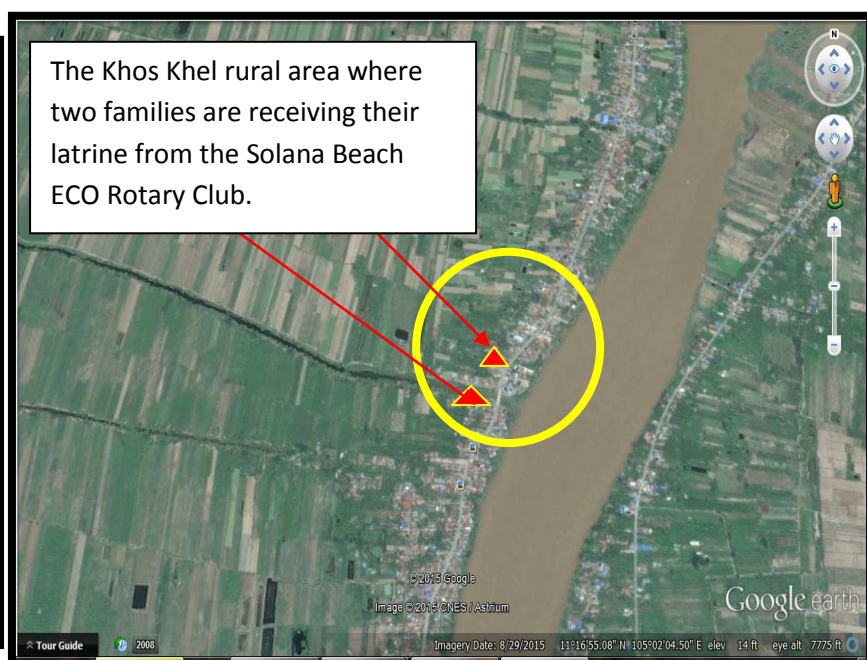 The Khos Khel rural area where
two families are receiving their
latrine from the Solana Beach
ECO Rotary Club.
N
© 2015 Google
Image © 2015 CNES / Astrium
Google earth
Tour Guide
2008
Imagery Date: 8/29/2015 11°16'55.08" N 105°02'04.50" E elev 14 ft eye alt 7775 ft